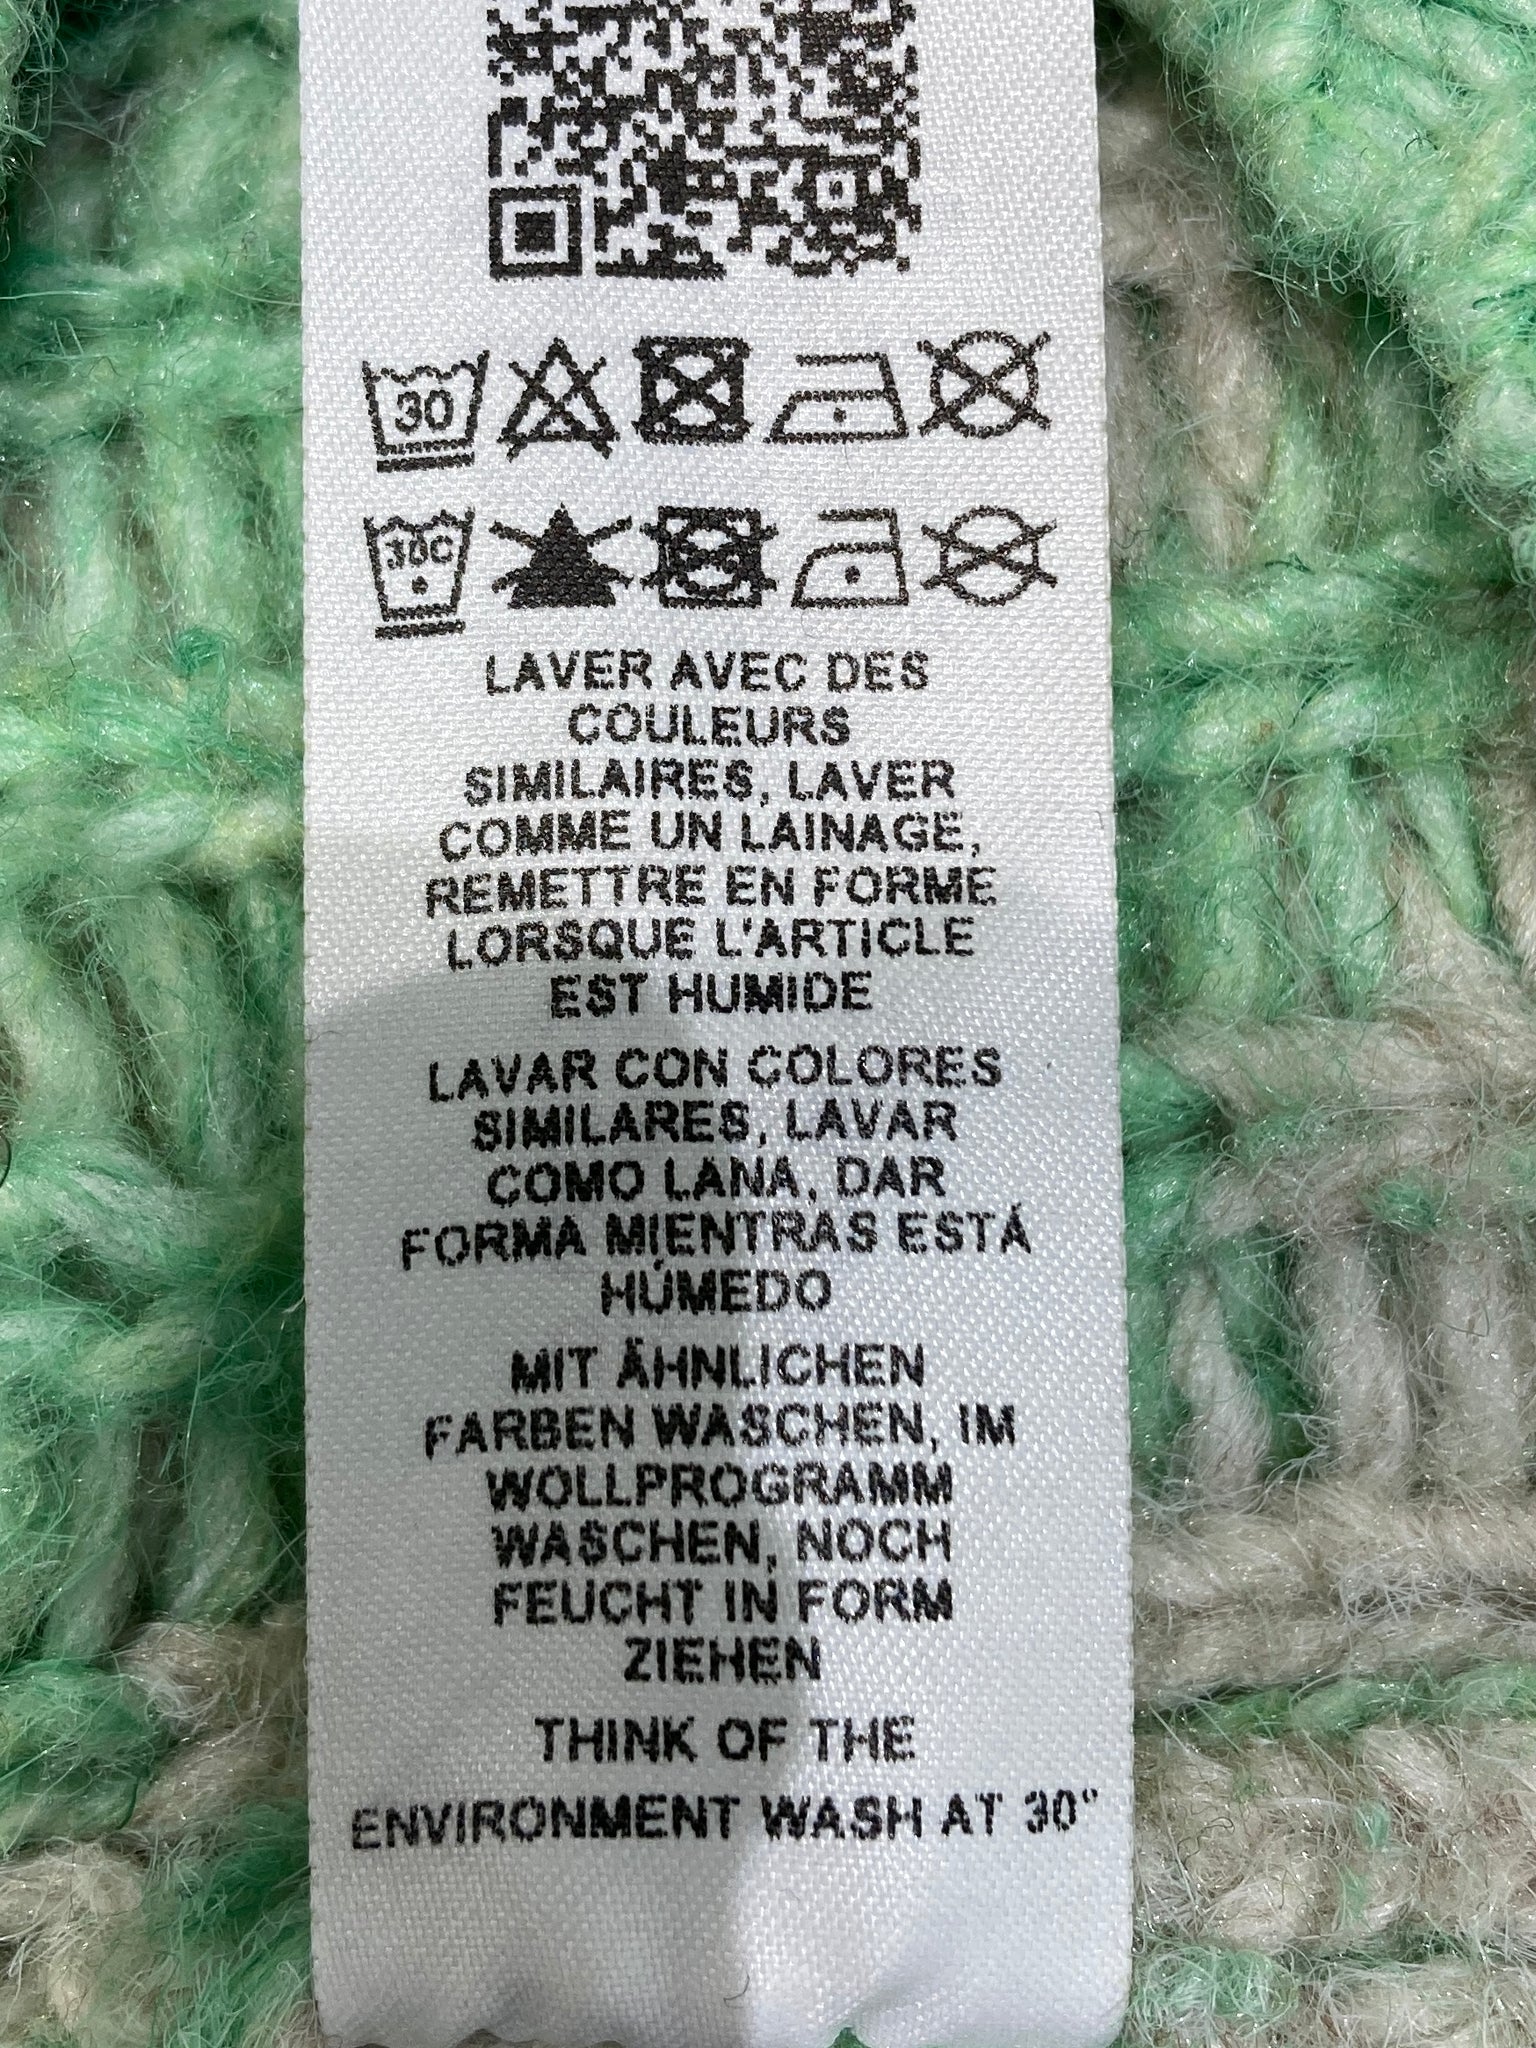 30
30C
LAVER AVEC DES
COULEURS
SIMILAIRES, LAVER
COMME UN LAINAGE,
REMETTRE EN FORME
LORSQUE L'ARTICLE
EST HUMIDE
LAVAR CON COLORES
SIMILARES, LAVAR
COMO LANA, DAR
FORMA MIENTRAS ESTÁ
HÚMEDO
MIT ÄHNLICHEN
FARBEN WASCHEN, IM
WOLLPROGRAMM
WASCHEN, NOCH
FEUCHT IN FORM
ZIEHEN
THINK OF THE
ENVIRONMENT WASH AT 30°